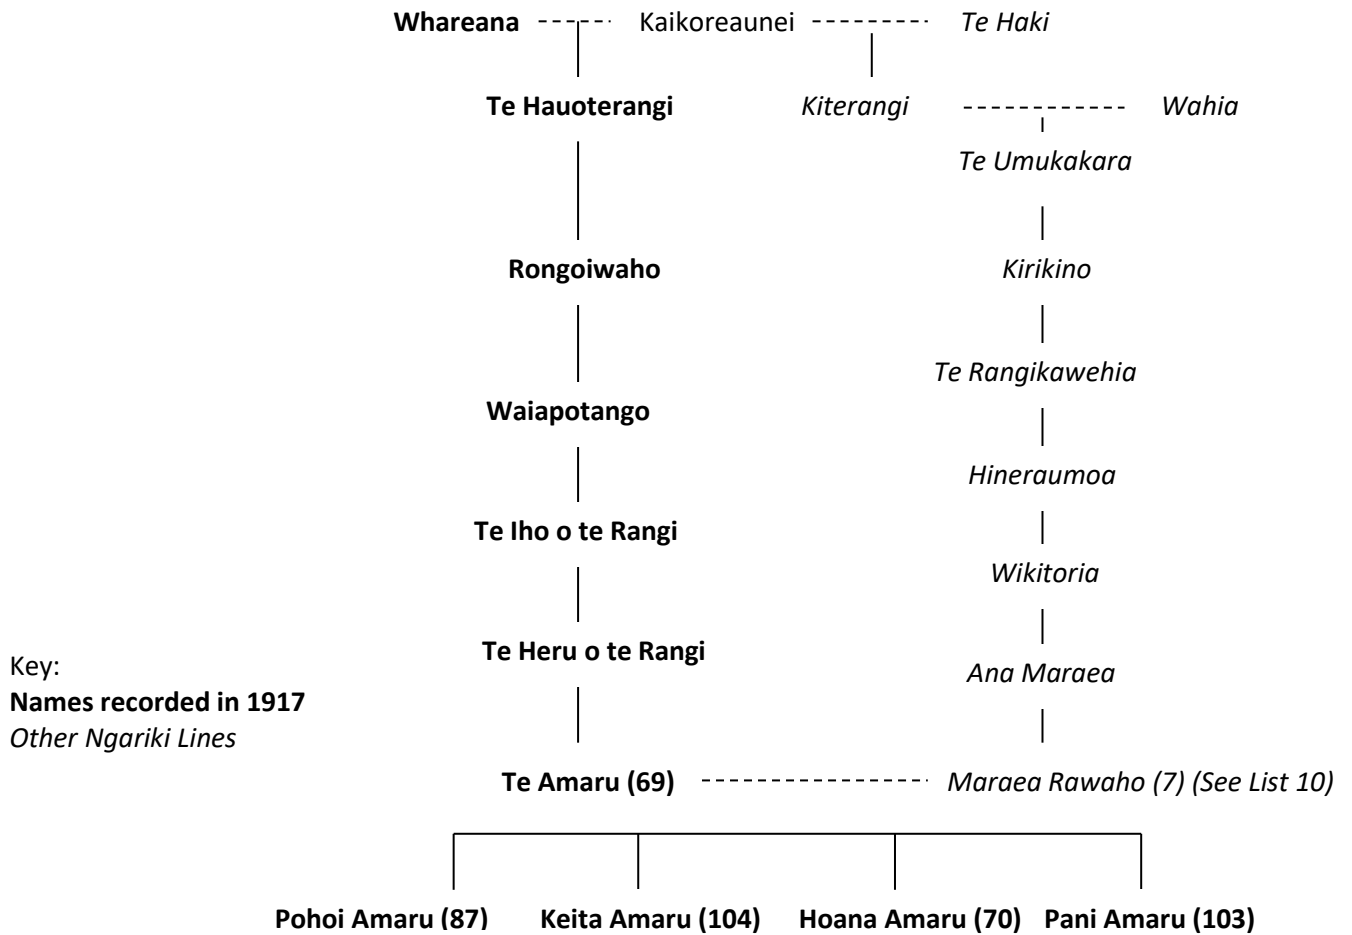 Whareana Kaikoreaunei Te Haki
Te Hauoterangi Kiterangi Wahia
Te Umukakara
Rongoiwaho Kirikino
Te Rangikawehia
Waiapotango
Hineraumoa
Te Iho o te Rangi
Wikitoria
Te Heru o te Rangi
Key:
Ana Maraea
Names recorded in 1917
Other Ngariki Lines
Te Amaru (69) Maraea Rawaho (7) (See List 10)
Pohoi Amaru (87) Keita Amaru (104) Hoana Amaru (70) Pani Amaru (103)